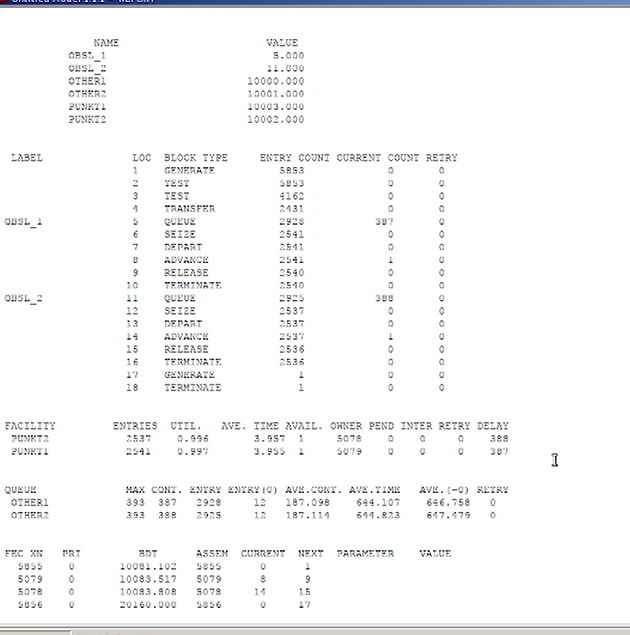 Untitled Model 1.1.2 - REPORT
NAME VALUE
OBSL_1 5.000
OBSL_2 11.000
OTHER1 10000.000
OTHER2 10001.000
PUNKT1 10003.000
PUNKT2 10002.000
LABEL LOC BLOCK TYPE ENTRY COUNT CURRENT COUNT RETRY
1 GENERATE 5853 0 0
2 TEST 5853 0 0
3 TEST 4162 0 0
4 TRANSFER 2431 0 0
OBSL_1 5 QUEUE 2928 387 0
6 SEIZE 2541 0 0
7 DEPART 2541 0 0
8 ADVANCE 2541 1 0
9 RELEASE 2540 0 0
10 TERMINATE 2540 0 0
OBSL_2 11 QUEUE 2925 388 0
12 SEIZE 2537 0 0
13 DEPART 2537 0 0
14 ADVANCE 2537 1 0
15 RELEASE 2536 0 0
16 TERMINATE 2536 0 0
17 GENERATE 1 0 0
18 TERMINATE 1 0 0
FACILITY ENTRIES UTIL. AVE. TIME AVAIL. OWNER PEND INTER RETRY DELAY
PUNKT2 2537 0.996 3.957 1 5078 0 0 0 388
PUNKT1 2541 0.997 3.955 1 5079 0 0 0 387
QUEUE MAX CONT. ENTRY ENTRY(0) AVE.CONT. AVE.TIME AVE.(-0) RETRY
OTHER1 393 387 2928 12 187.098 644.107 646.758 0
OTHER2 393 388 2925 12 187.114 644.823 647.479 0
FEC XN PRI BDT ASSEM CURRENT NEXT PARAMETER VALUE
5855 0 10081.102 5855 0 1
5079 0 10083.517 5079 8 9
5078 0 10083.808 5078 14 15
5856 0 20160.000 5856 0 17